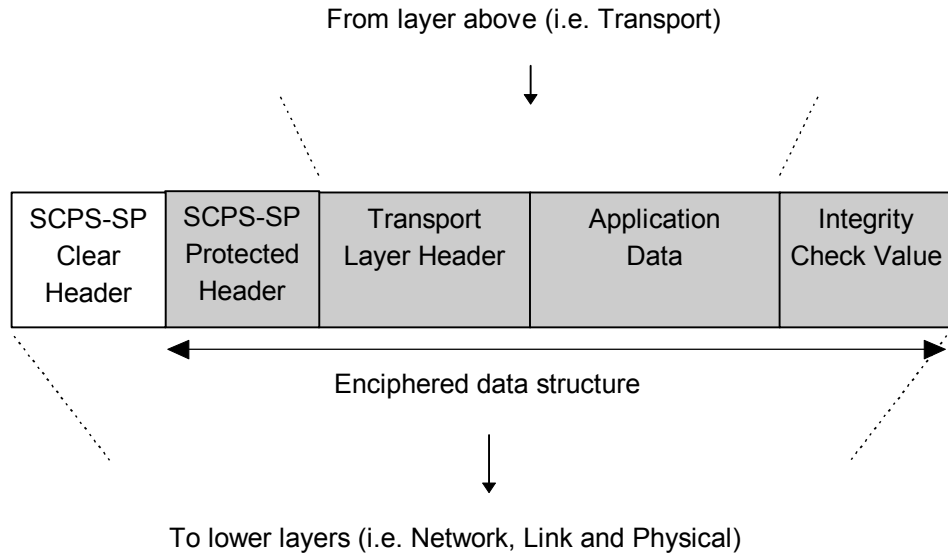 From layer above (i.e. Transport)
SCPS-SP
Clear
Header
SCPS-SP
Protected
Header
Transport
Layer Header
Application
Data
Integrity
Check Value
Enciphered data structure
To lower layers (i.e. Network, Link and Physical)